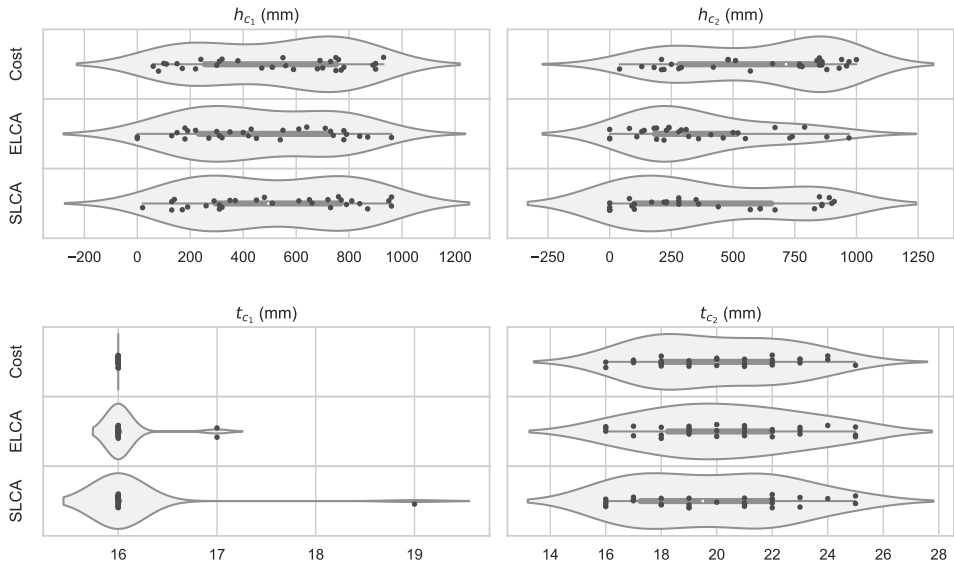 h_{c_1} (mm)
h_{c_2} (mm)
Cost
ELCA
SLCA
−200 0 200 400 600 800 1000 1200
−250 0 250 500 750 1000 1250
t_{c_1} (mm)
t_{c_2} (mm)
Cost
ELCA
SLCA
16 17 18 19
14 16 18 20 22 24 26 28